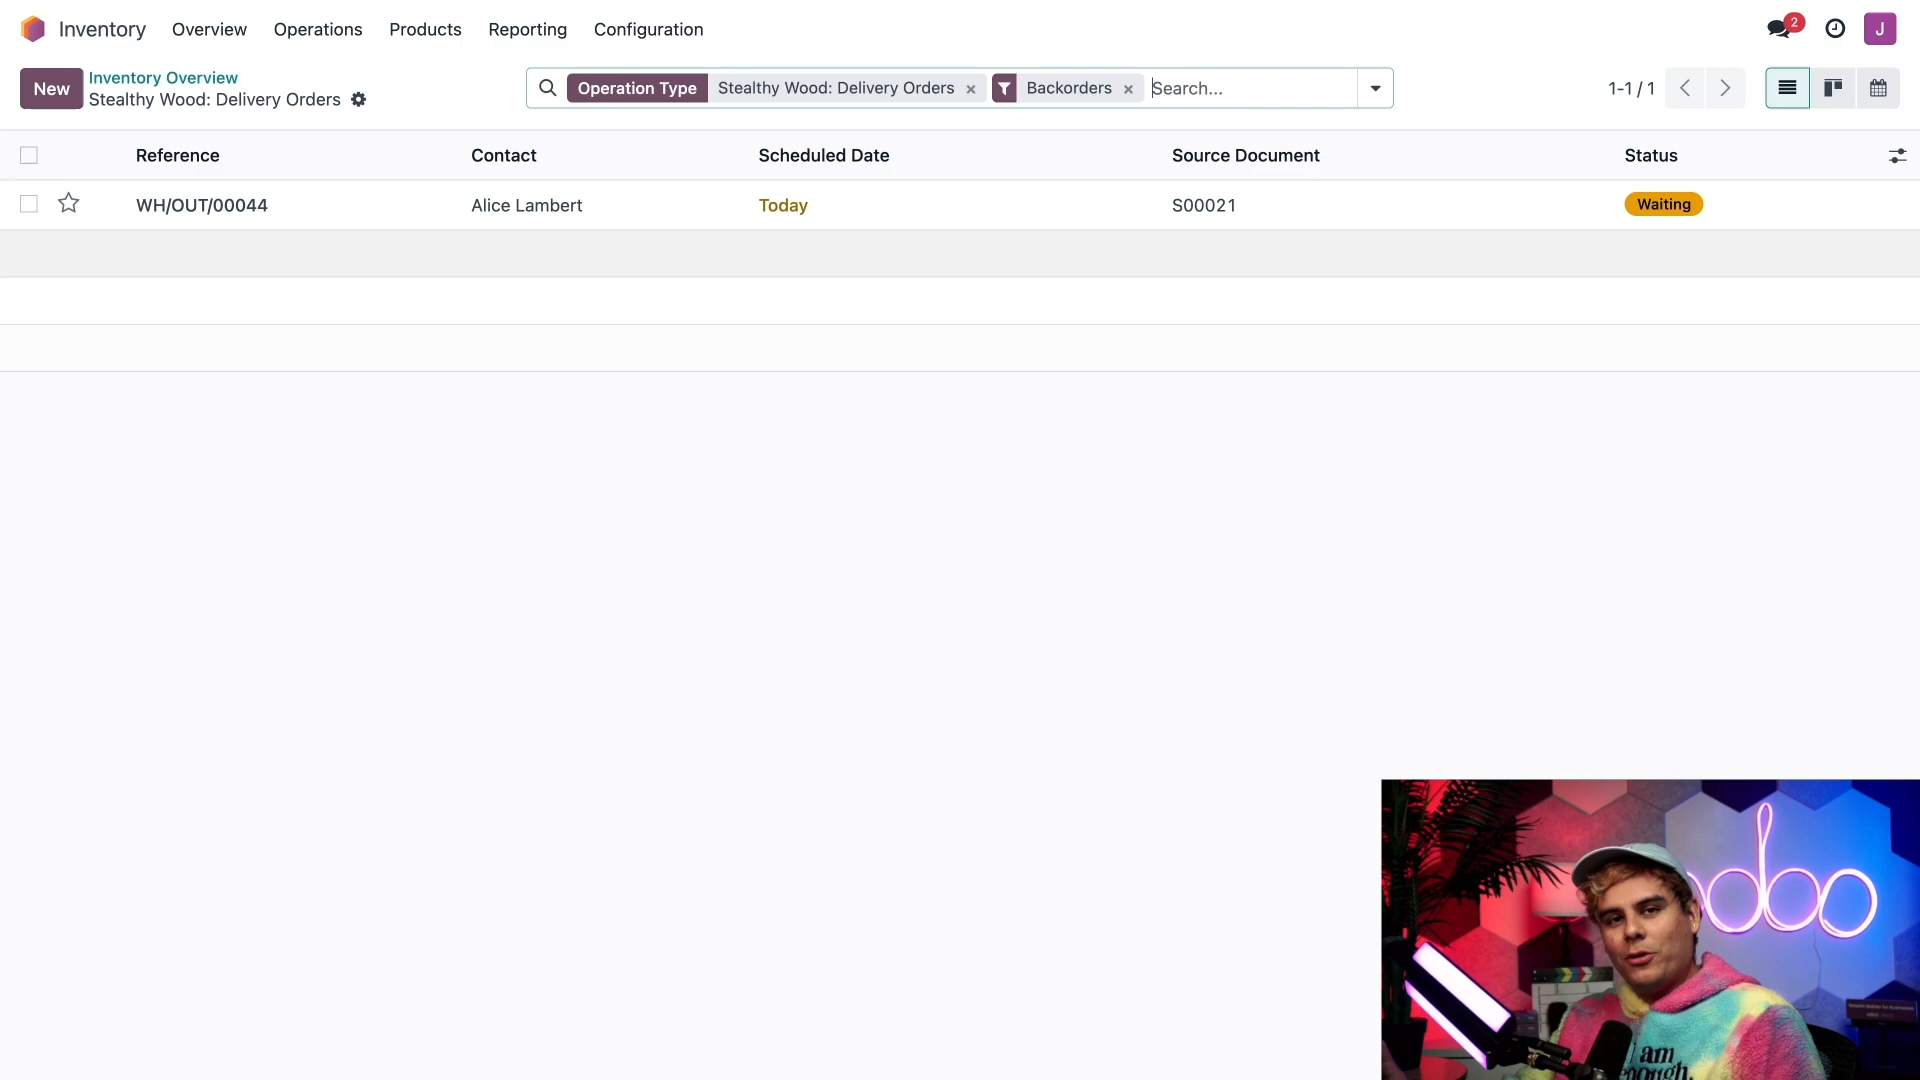 Inventory Overview Operations Products Reporting Configuration 2 J
New Inventory Overview
Stealthy Wood: Delivery Orders
Operation Type Stealthy Wood: Delivery Orders × Backorders × Search...
1-1 / 1
Reference Contact Scheduled Date Source Document Status
WH/OUT/00044 Alice Lambert Today S00021 Waiting
odoo
I am
enough.